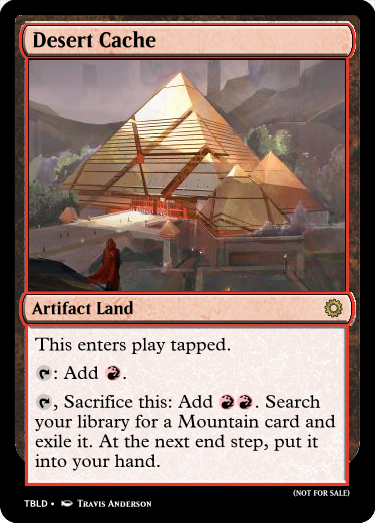 Desert Cache
Artifact Land
This enters play tapped.
: Add .
, Sacrifice this: Add . Search
your library for a Mountain card and
exile it. At the next end step, put it
into your hand.
(NOT FOR SALE)
TBLD • Travis Anderson